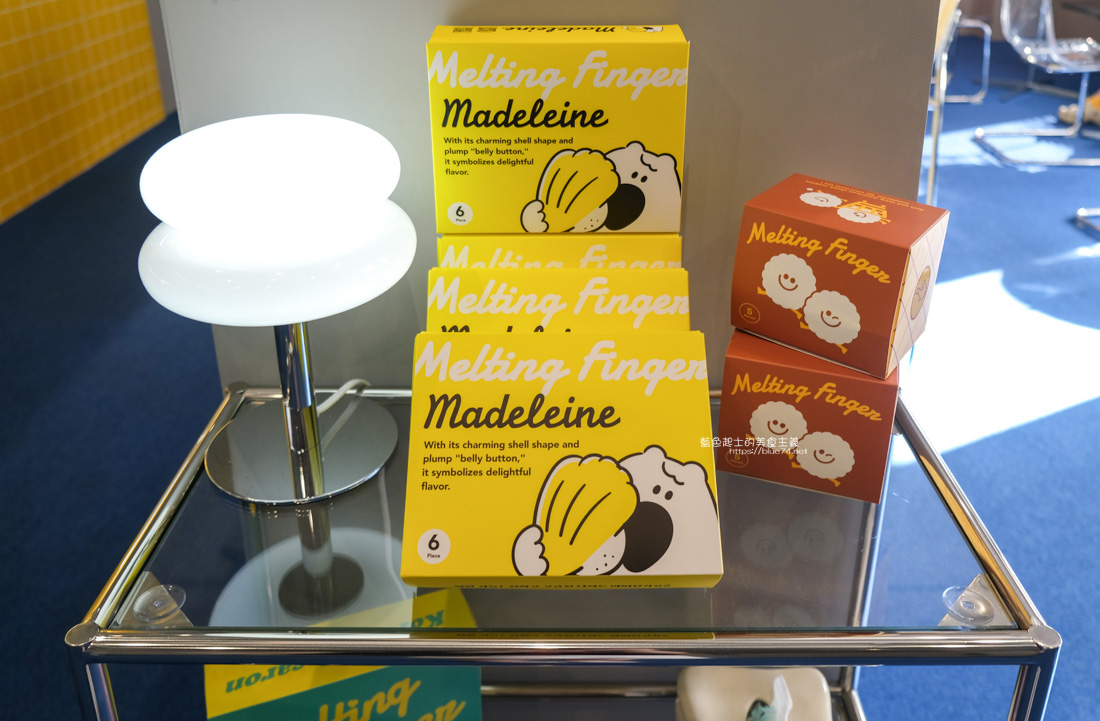 Madeleine
Melting Finger
Madeleine
With its charming shell shape and
plump "belly button,"
it symbolizes delightful
flavor.
6
Piece
Melting Finger
Melting Finger
Madeleine
Melting Finger
Madeleine
With its charming shell shape and
plump "belly button,"
it symbolizes delightful
flavor.
6
Piece
Melting Finger
5
Melting Finger
5
藍色起士的美食主義
https://blue74.net